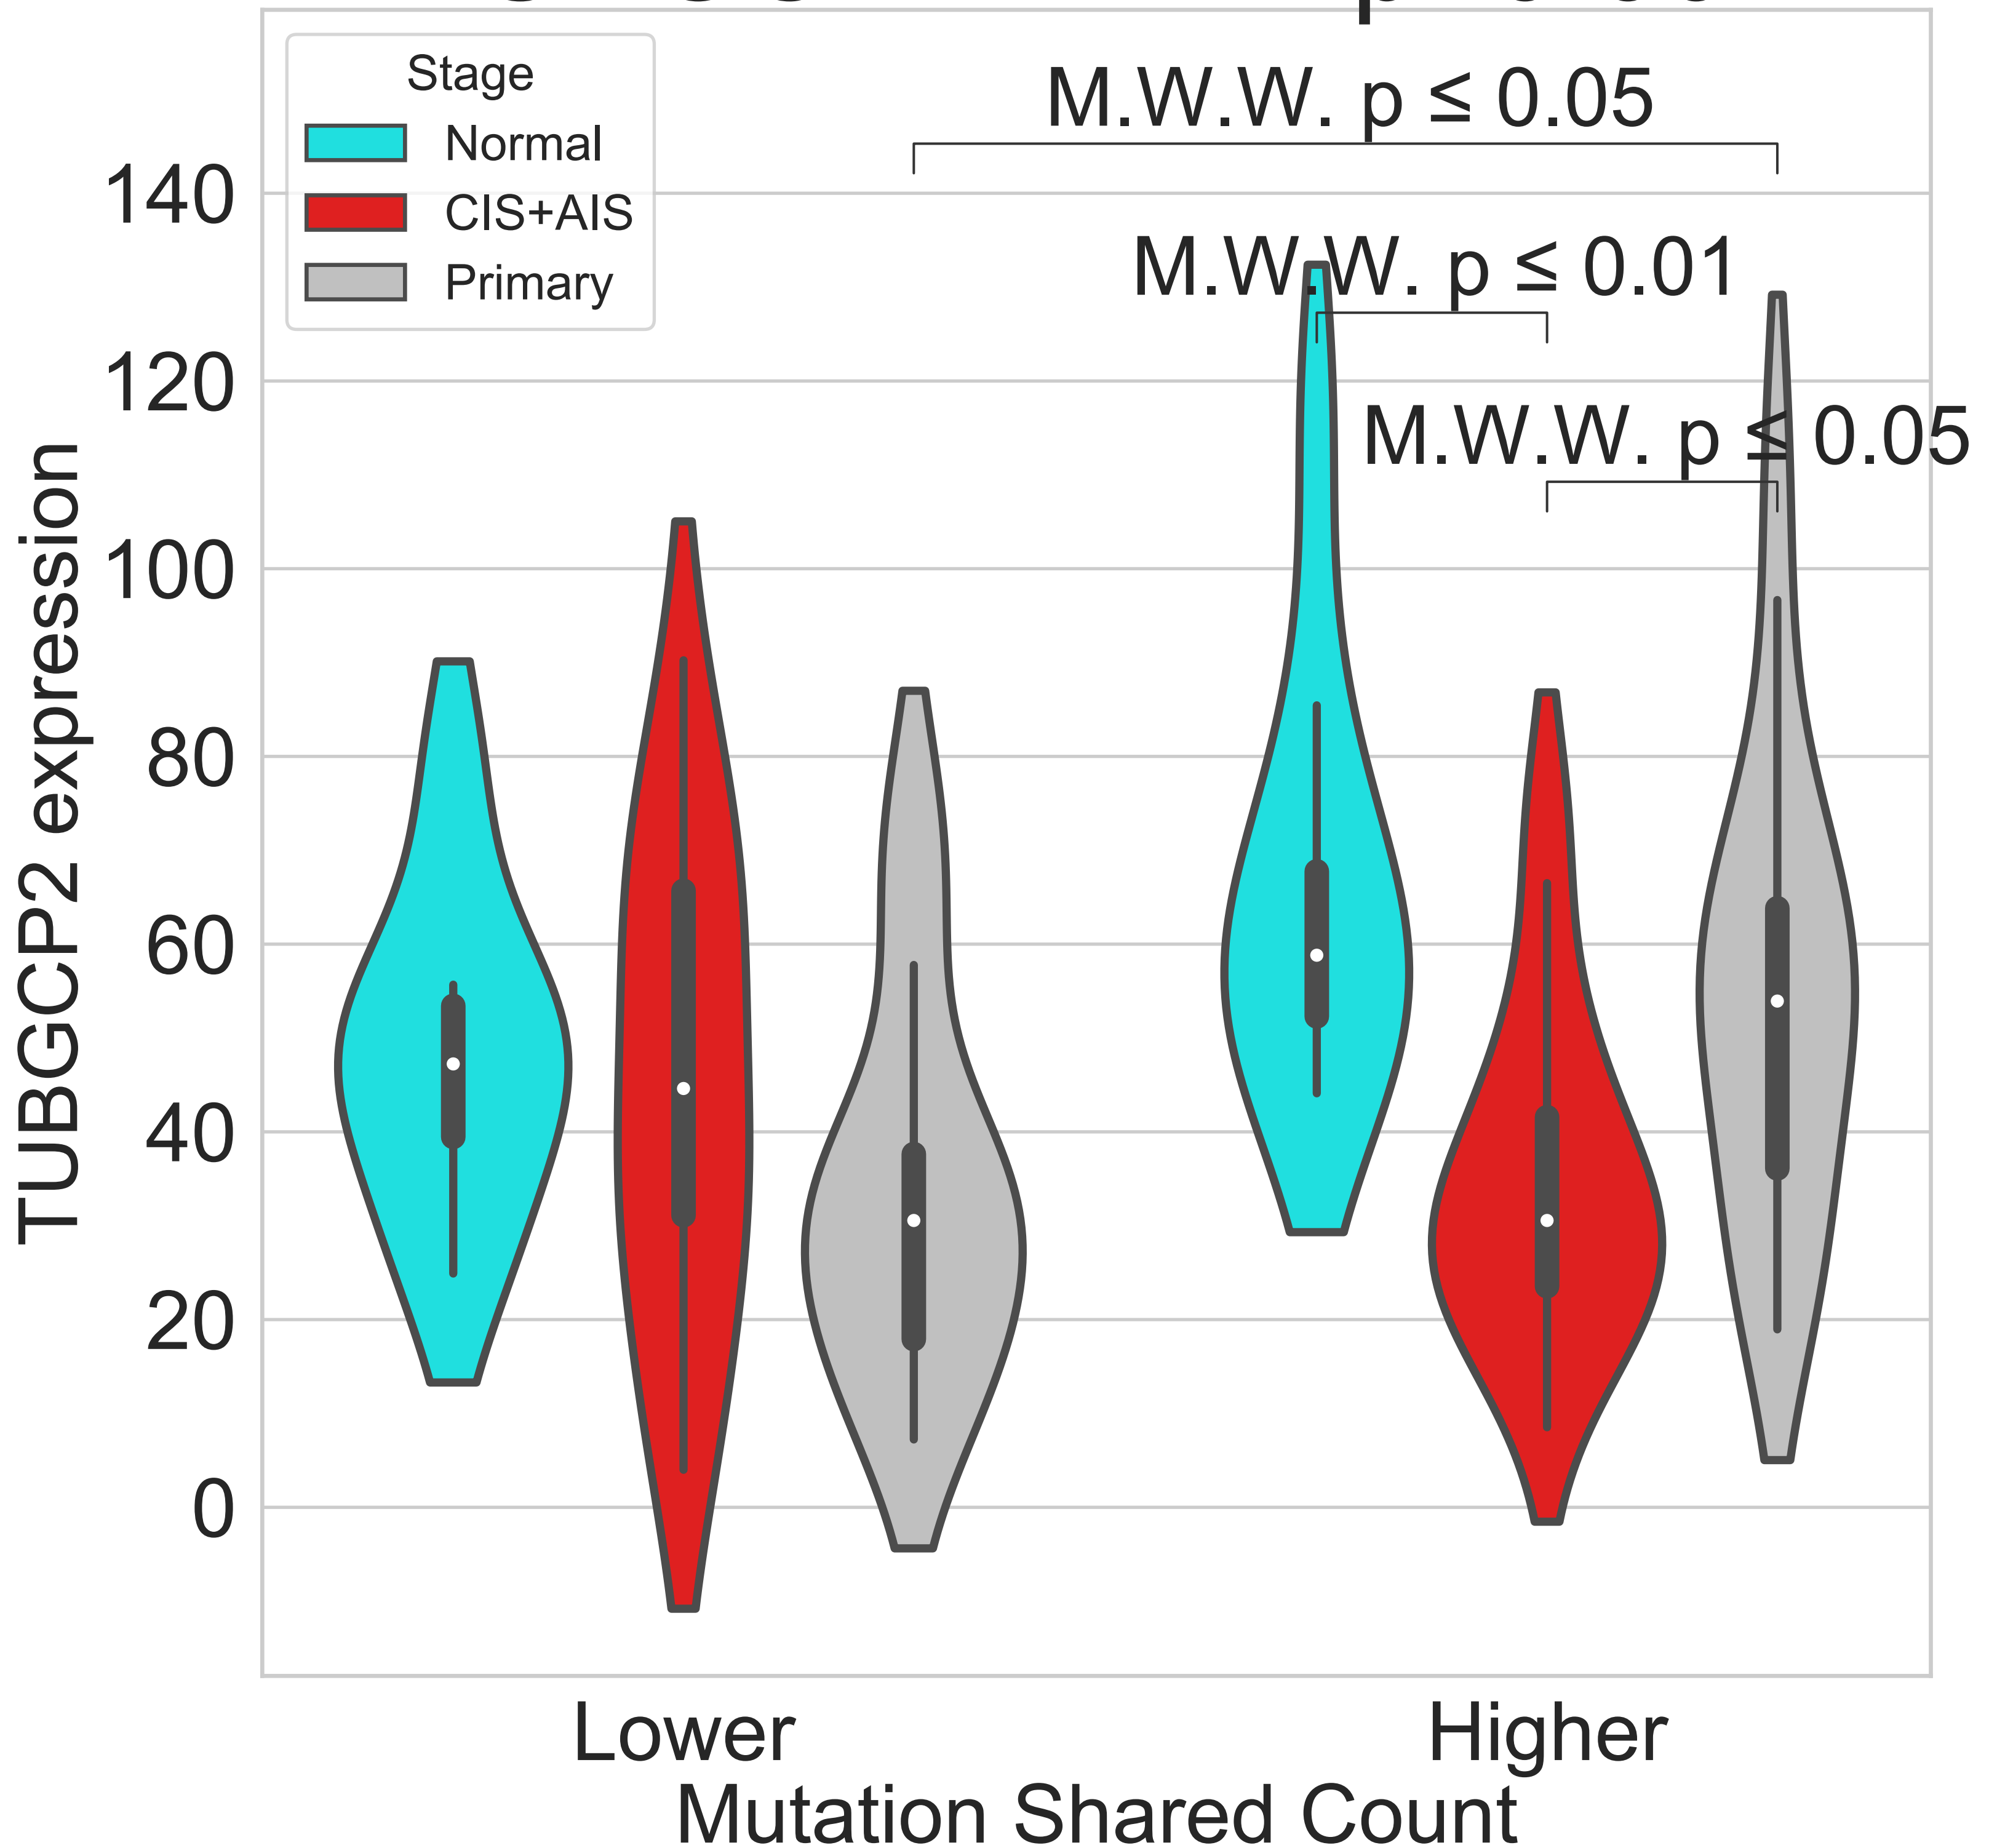 Stage
Normal
CIS+AIS
Primary
M.W.W. p ≤ 0.05
M.W.W. p ≤ 0.01
M.W.W. p ≤ 0.05
140
120
100
80
60
40
20
0
TUBGCP2 expression
Lower
Higher
Mutation Shared Count